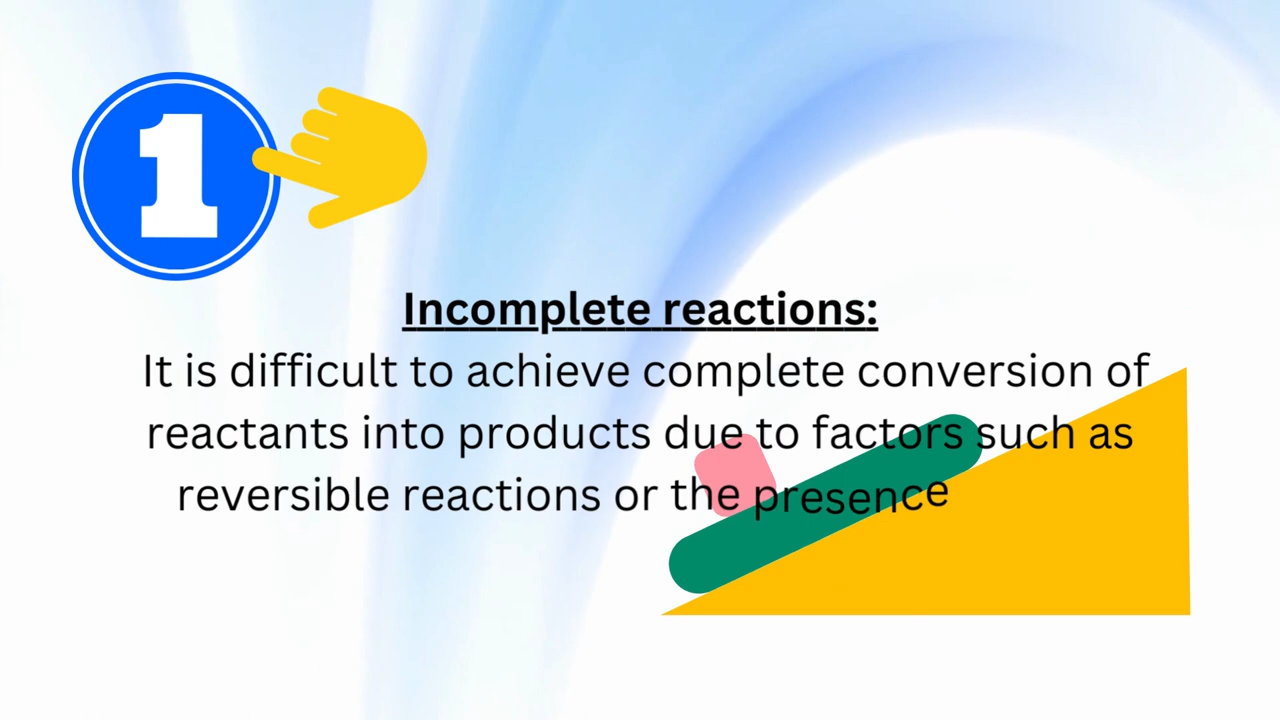 1
Incomplete reactions:
It is difficult to achieve complete conversion of
reactants into products due to factors such as
reversible reactions or the presence